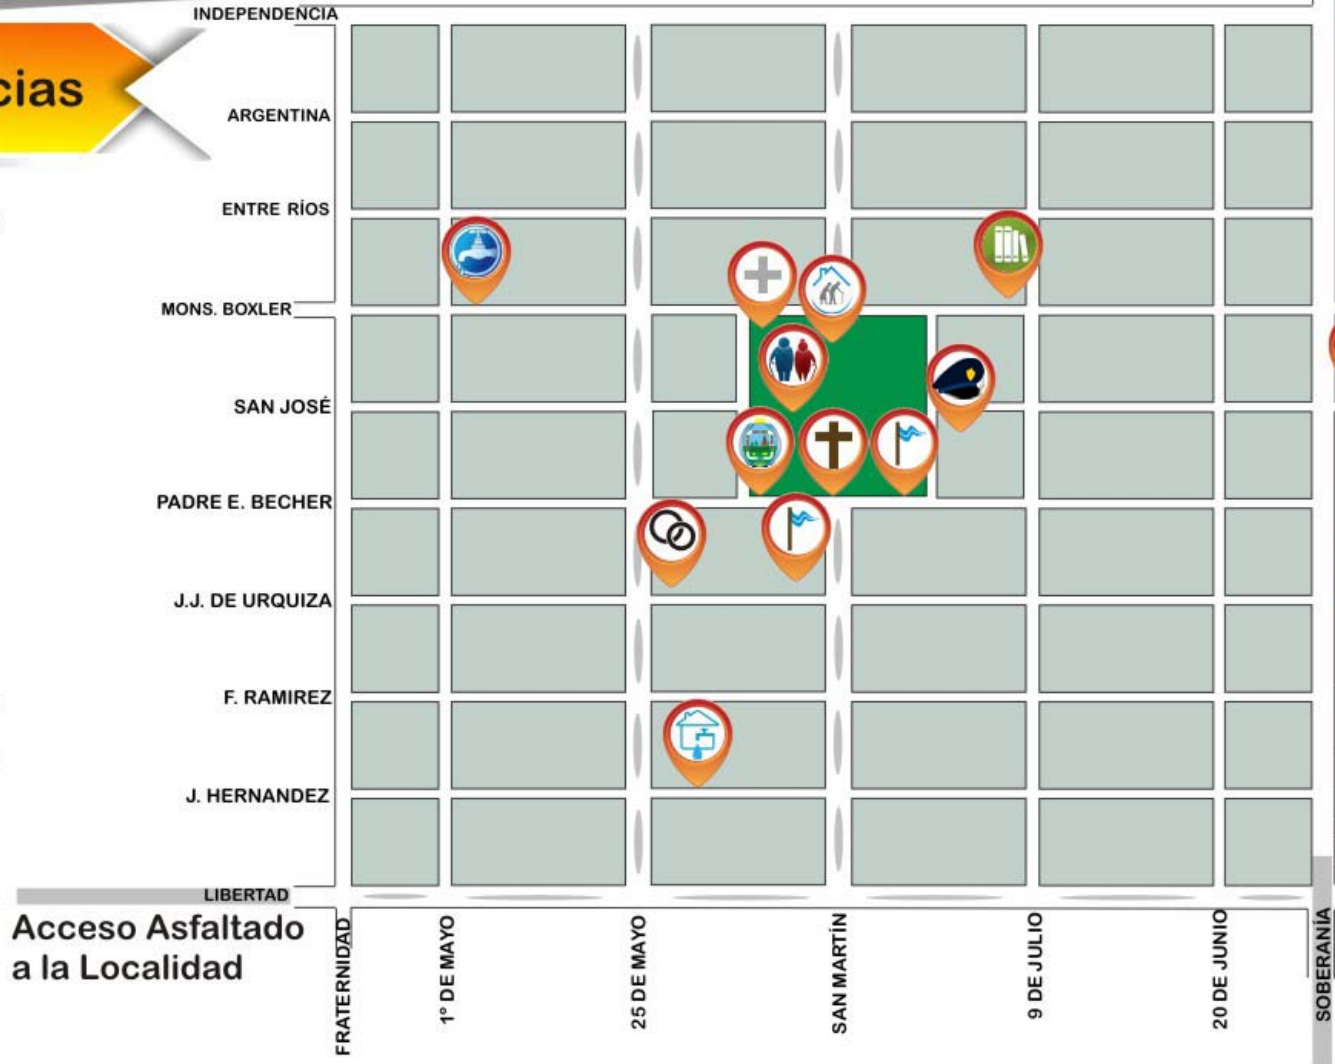 INDEPENDENCIA
cias
ARGENTINA
ENTRE RÍOS
MONS. BOXLER
SAN JOSÉ
PADRE E. BECHER
J.J. DE URQUIZA
F. RAMIREZ
J. HERNANDEZ
LIBERTAD
Acceso Asfaltado
a la Localidad
FRATERNIDAD
1° DE MAYO
25 DE MAYO
SAN MARTÍN
9 DE JULIO
20 DE JUNIO
SOBERANÍA